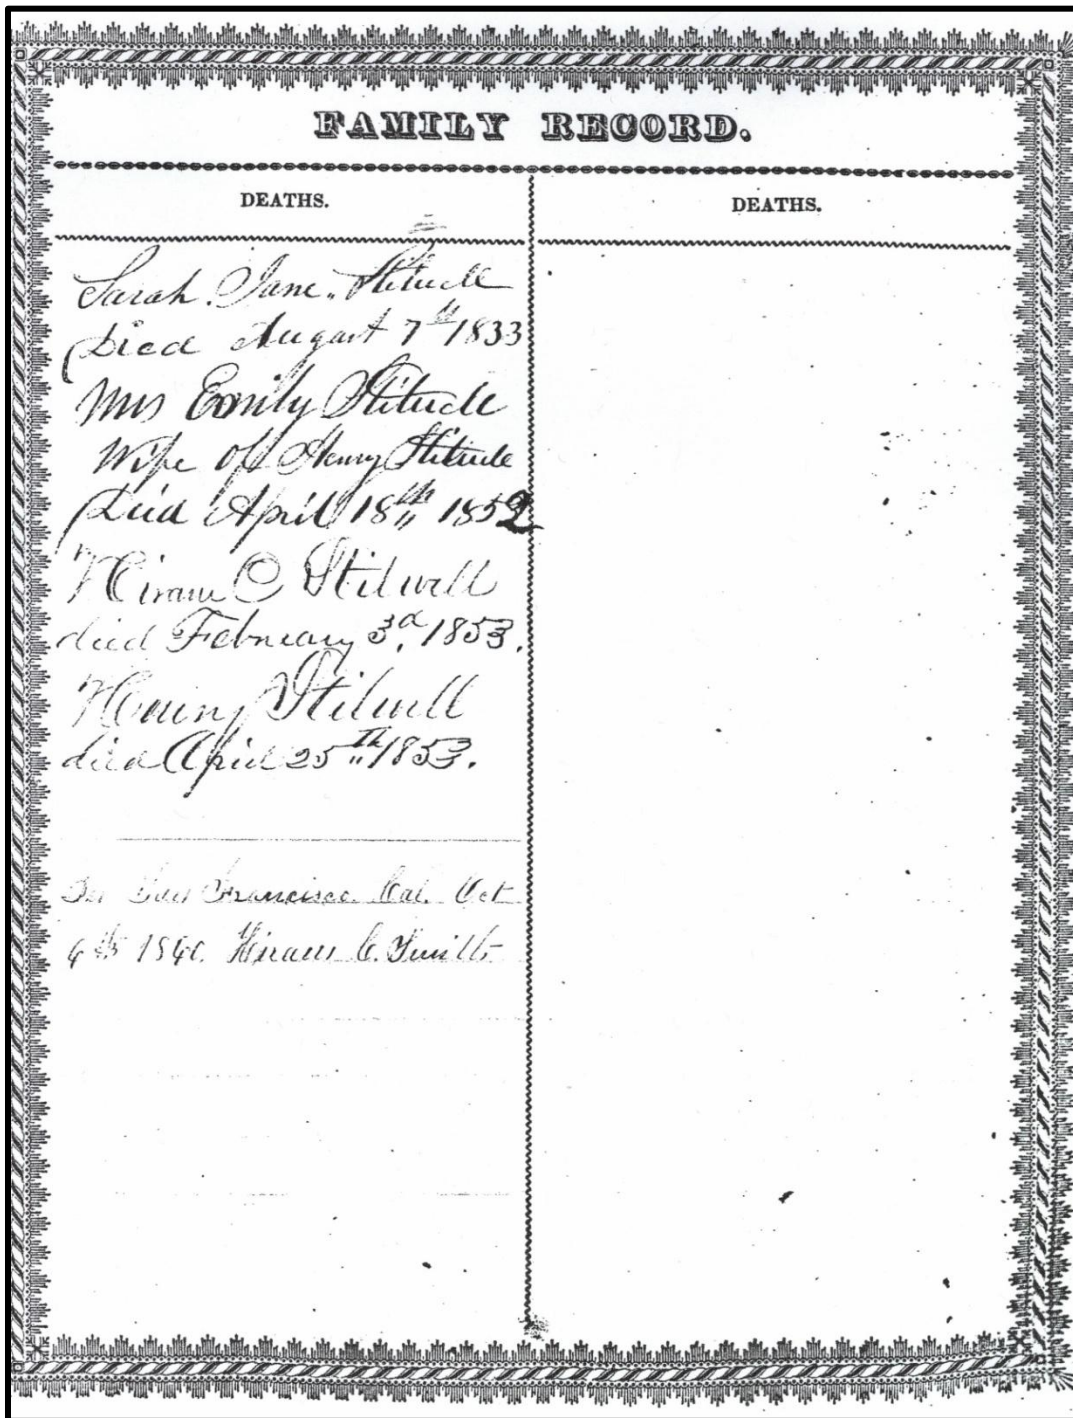 FAMILY RECORD.
DEATHS.
Sarah Jane Stilwell
Died August 7th 1833
Mrs Emily Stilwell
Wife of Henry Stilwell
Died April 18th 1852
Hiram C Stilwell
died February 3d, 1853.
Henry Stilwell
died April 25th 1853.
In San Francisco Cal. Oct
Hiram C. Smith
DEATHS.